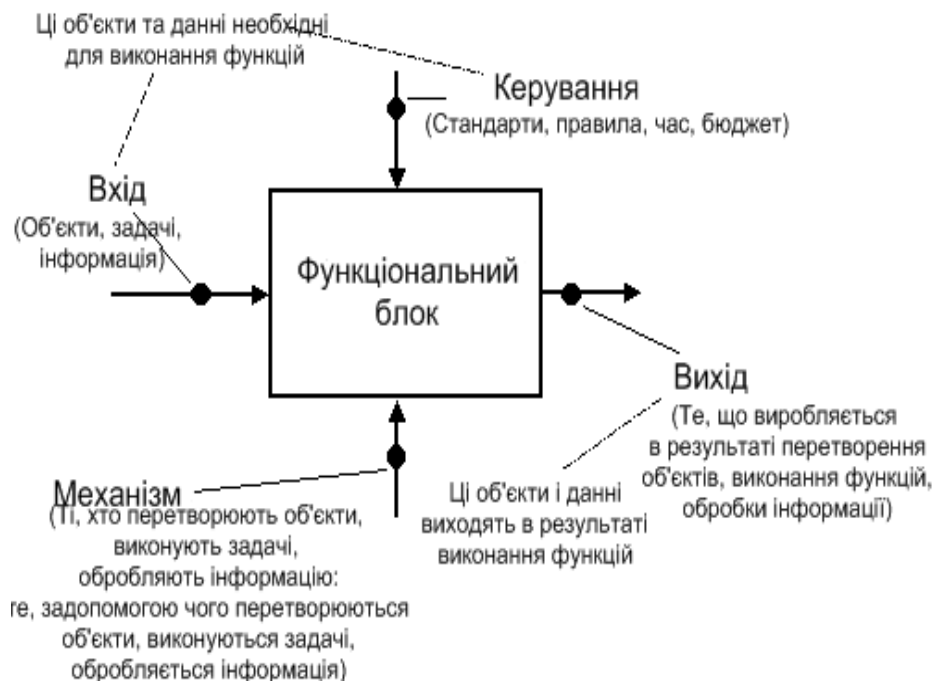 Ці об'єкти та данні необхідні
для виконання функцій
Керування
(Стандарти, правила, час, бюджет)
Вхід
(Об'єкти, задачі,
інформація)
Функціональний
блок
Вихід
(Те, що виробляється
в результаті перетворення
об'єктів, виконання функцій,
обробки інформації)
Механізм
(Ті, хто перетворюють об'єкти,
виконують задачі,
обробляють інформацію:
те, задопомогою чого перетворюються
об'єкти, виконуються задачі,
обробляється інформація)
Ці об'єкти і данні
виходять в результаті
виконання функцій